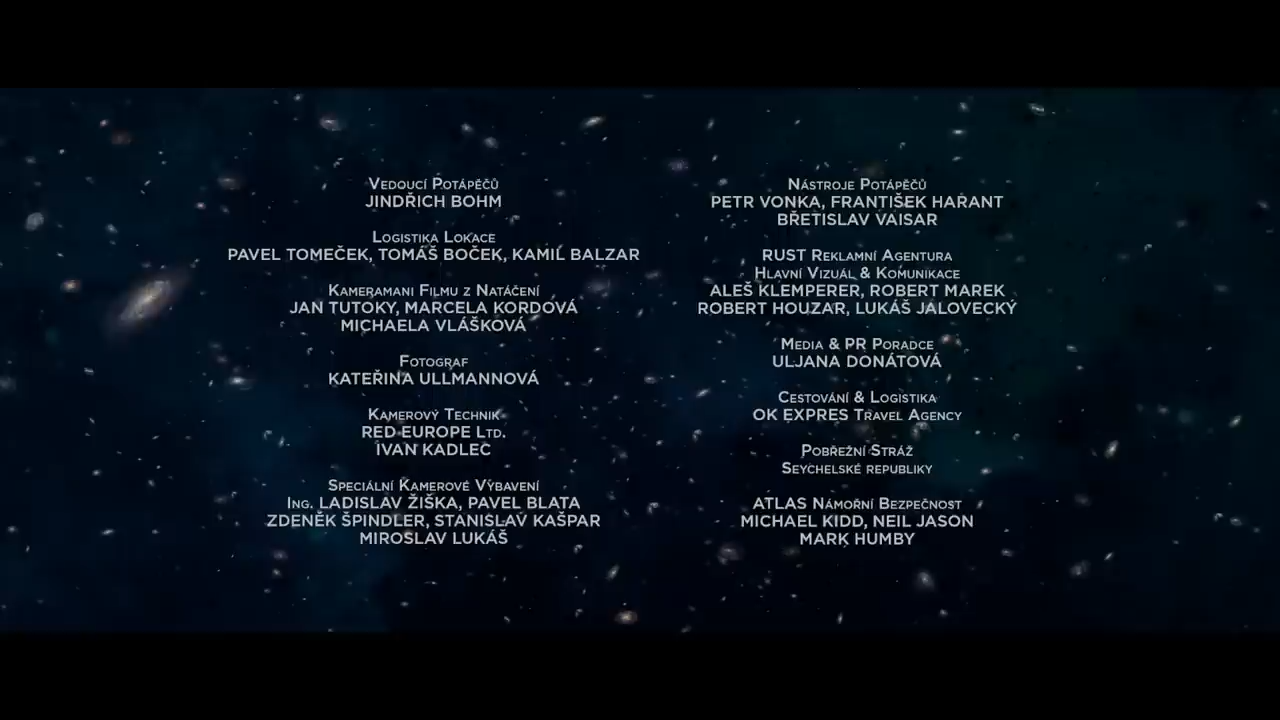 Vedoucí Potápěčů
JINDŘICH BOHM
Logistika Lokace
PAVEL TOMEČEK, TOMÁŠ BOČEK, KAMIL BALZAR
Kameramani Filmu z Natáčení
JAN TUTOKY, MARCELA KORDOVÁ
MICHAELA VLÁŠKOVÁ
Fotograf
KATEŘINA ULLMANNOVÁ
Kamerový Technik
RED EUROPE Ltd.
IVAN KADLEC
Speciální Kamerové Výbavení
Ing. LADISLAV ŽIŠKA, PAVEL BLATA
ZDENĚK ŠPINDLER, STANISLAV KAŠPAR
MIROSLAV LUKÁŠ
Nástroje Potápěčů
PETR VONKA, FRANTIŠEK HAŘANT
BŘETISLAV VAISAR
RUST Reklamní Agentura
Hlavní Vizuál & Komunikace
ALEŠ KLEMPERER, ROBERT MAREK
ROBERT HOUZAR, LUKÁŠ JALOVECKÝ
Media & PR Poradce
ULJANA DONÁTOVÁ
Cestování & Logistika
OK EXPRES Travel Agency
Pobřežní Stráž
Seychelské republiky
ATLAS Námořní Bezpečnost
MICHAEL KIDD, NEIL JASON
MARK HUMBY